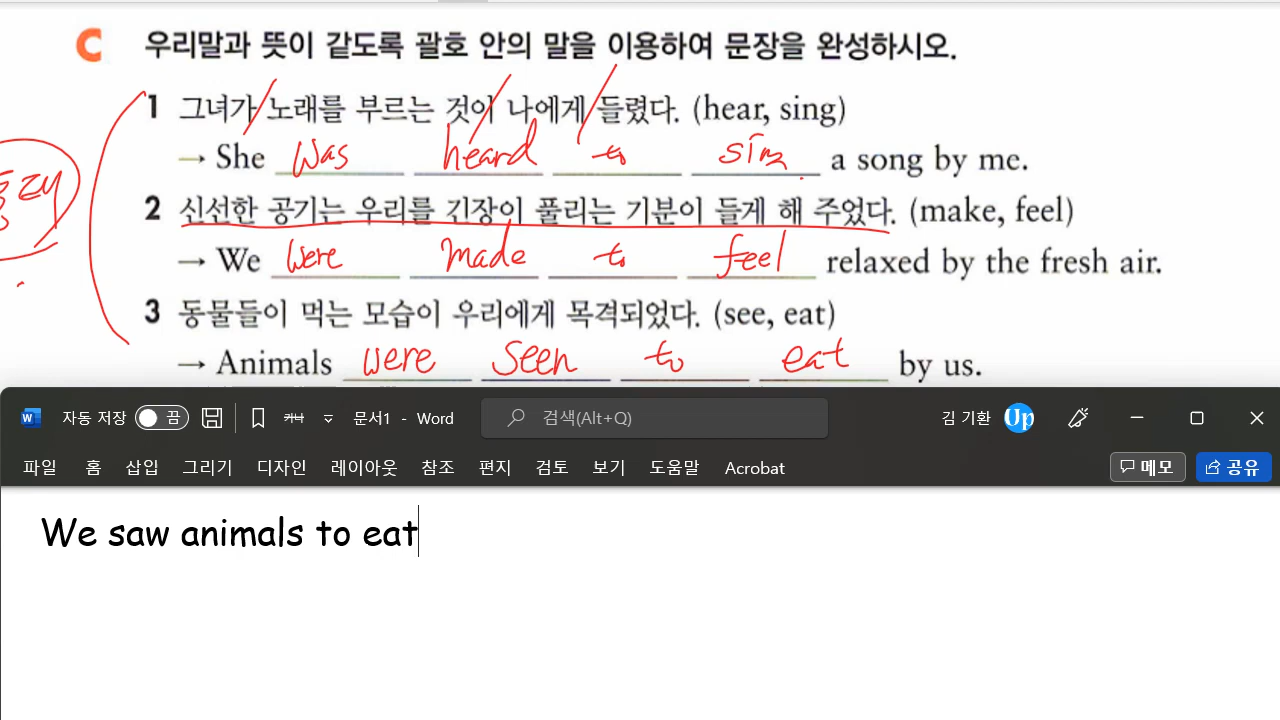 C 우리말과 뜻이 같도록 괄호 안의 말을 이용하여 문장을 완성하시오.
1 그녀가 노래를 부르는 것이 나에게 들렸다. (hear, sing)
→ She was heard to sing a song by me.
2 신선한 공기는 우리를 긴장이 풀리는 기분이 들게 해 주었다. (make, feel)
→ We were made to feel relaxed by the fresh air.
3 동물들이 먹는 모습이 우리에게 목격되었다. (see, eat)
→ Animals were seen to eat by us.
자동 저장 끔 가나 문서1 - Word 검색(Alt+Q) 김 기환 Up
파일 홈 삽입 그리기 디자인 레이아웃 참조 편지 검토 보기 도움말 Acrobat 메모 공유
We saw animals to eat